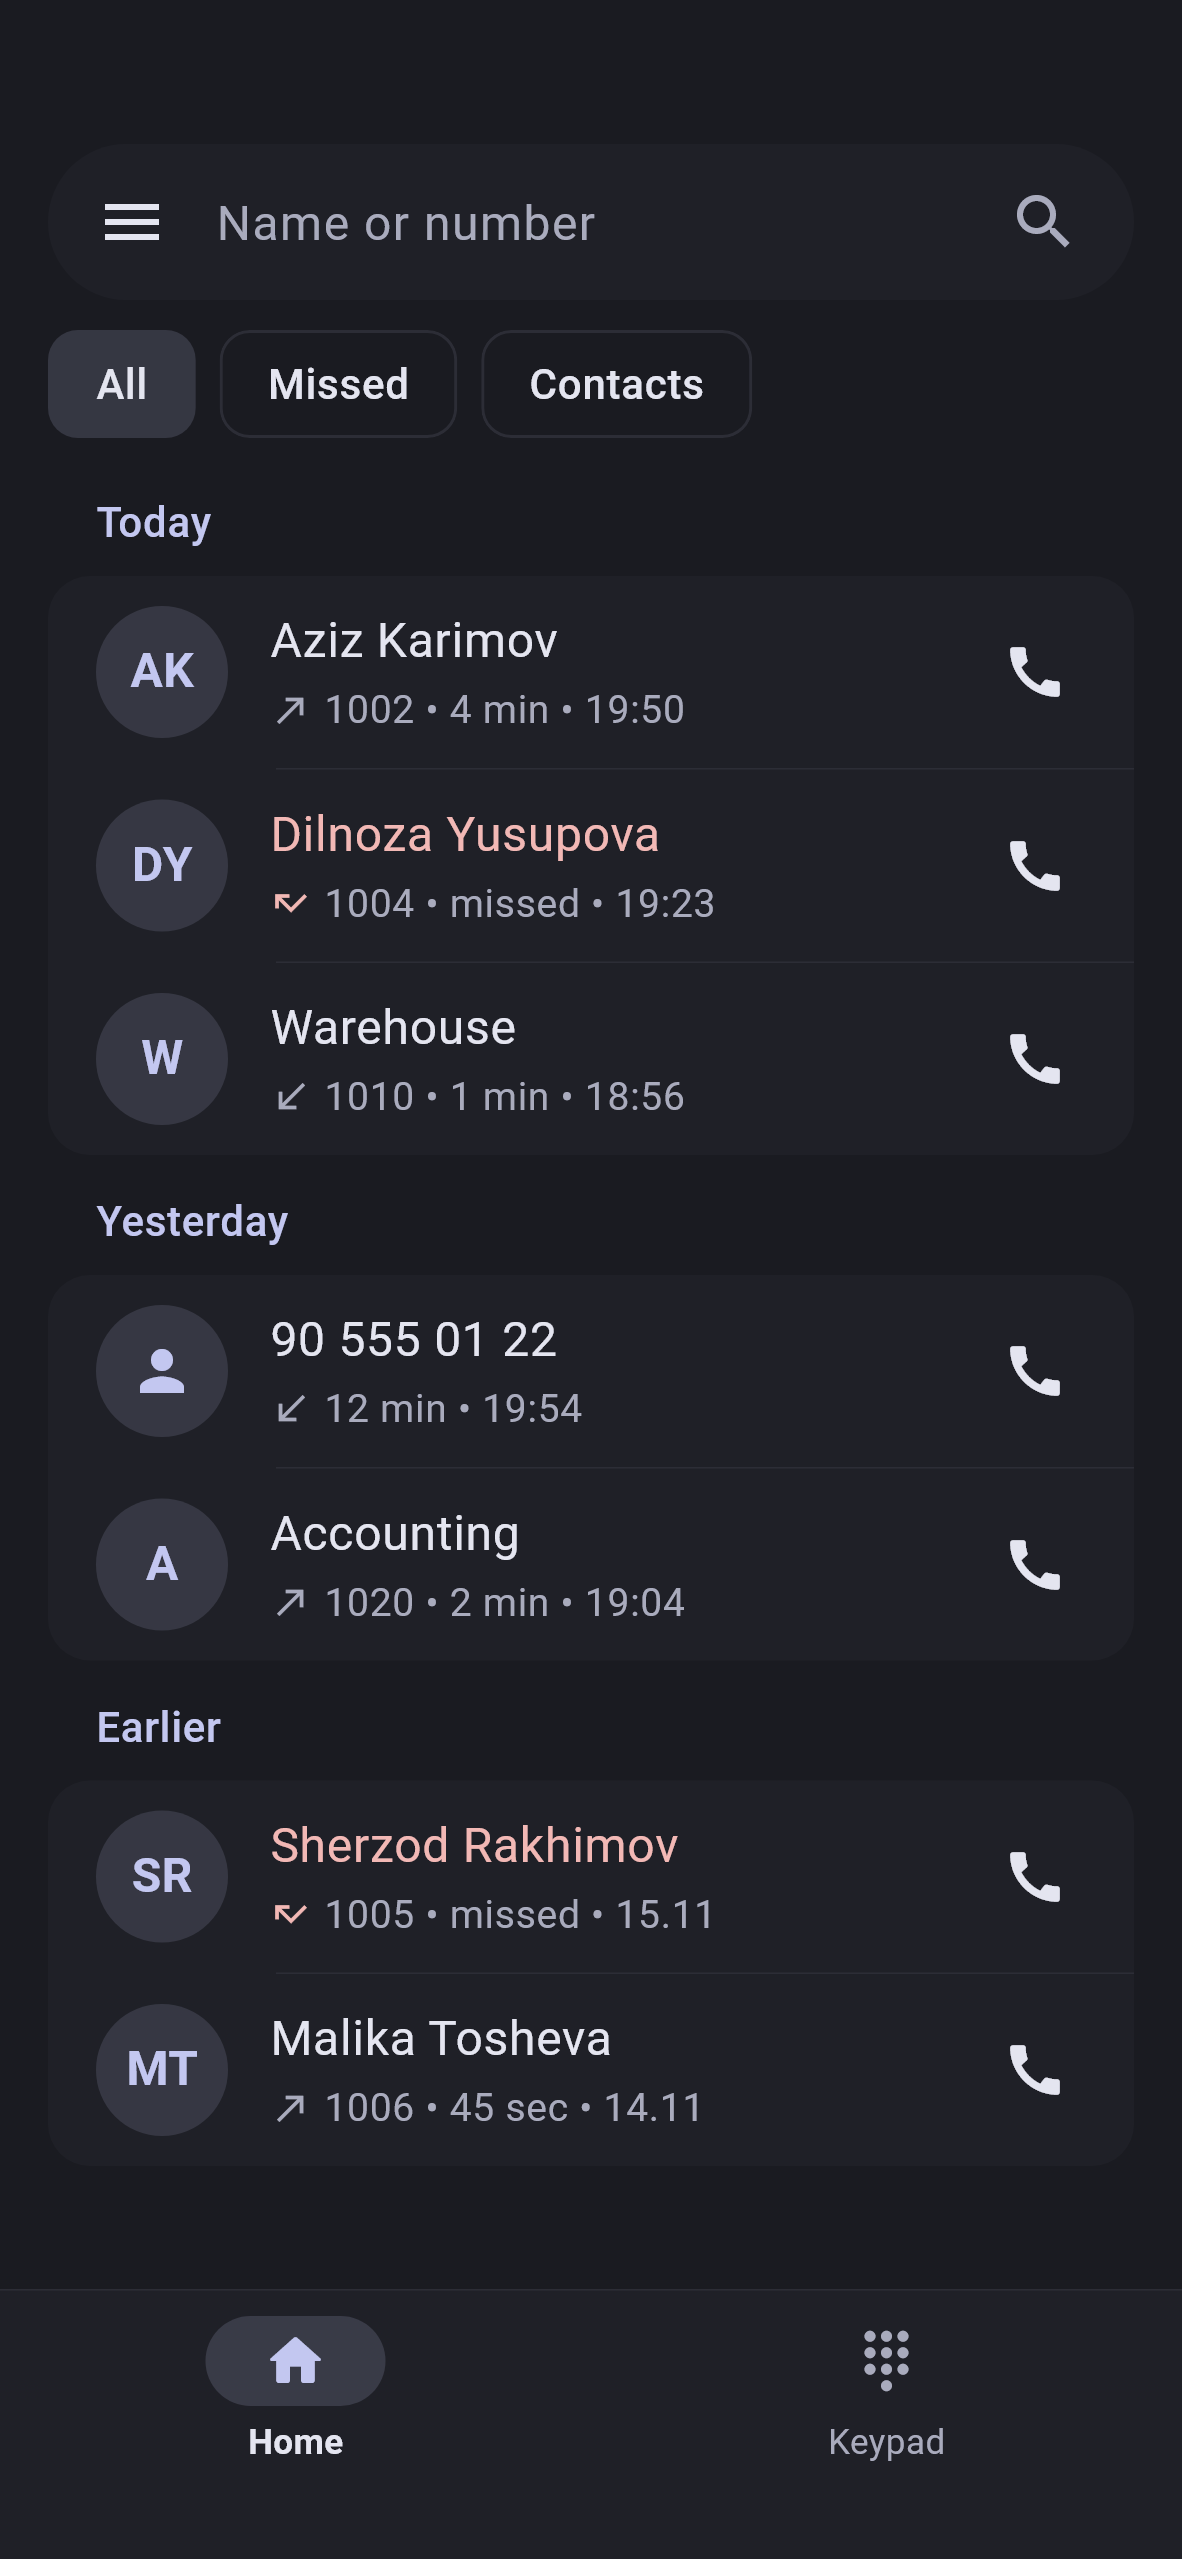 Name or number
All
Missed
Contacts
Today
AK
Aziz Karimov
1002 • 4 min • 19:50
DY
Dilnoza Yusupova
1004 • missed • 19:23
W
Warehouse
1010 • 1 min • 18:56
Yesterday
90 555 01 22
12 min • 19:54
A
Accounting
1020 • 2 min • 19:04
Earlier
SR
Sherzod Rakhimov
1005 • missed • 15.11
MT
Malika Tosheva
1006 • 45 sec • 14.11
Home
Keypad